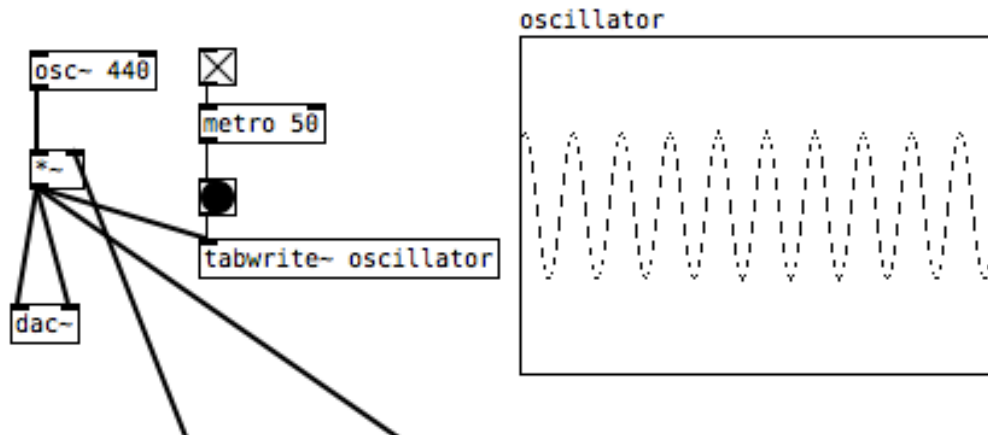 oscillator
osc~ 440
metro 50
*~
tabwrite~ oscillator
dac~